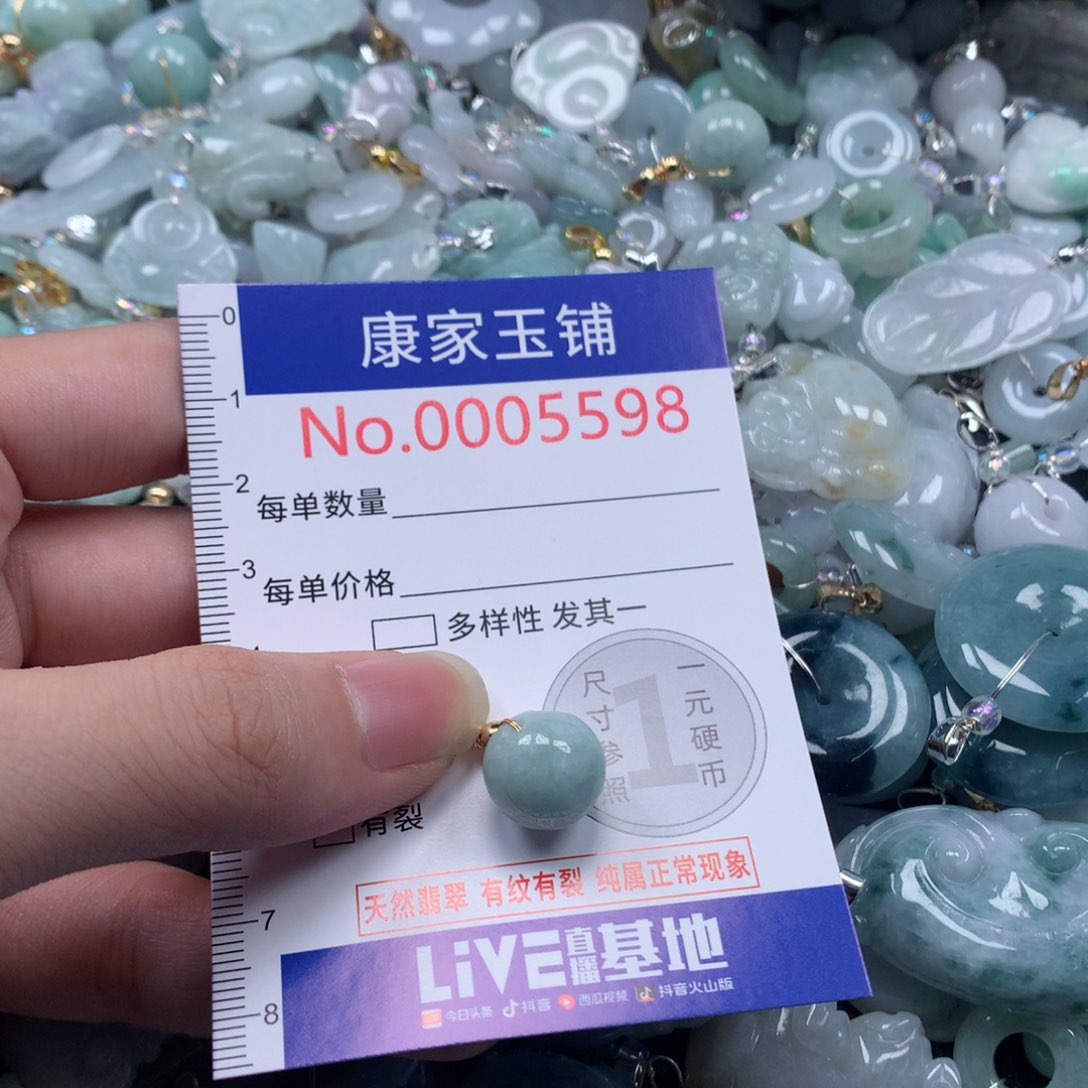 0
康家玉铺
1
No.0005598
2
每单数量
3
每单价格
多样性 发其一
尺寸参照
1
一元硬币
有裂
天然翡翠 有纹有裂 纯属正常现象
7
LiVE直播基地
8
今日头条 抖音 西瓜视频 抖音火山版